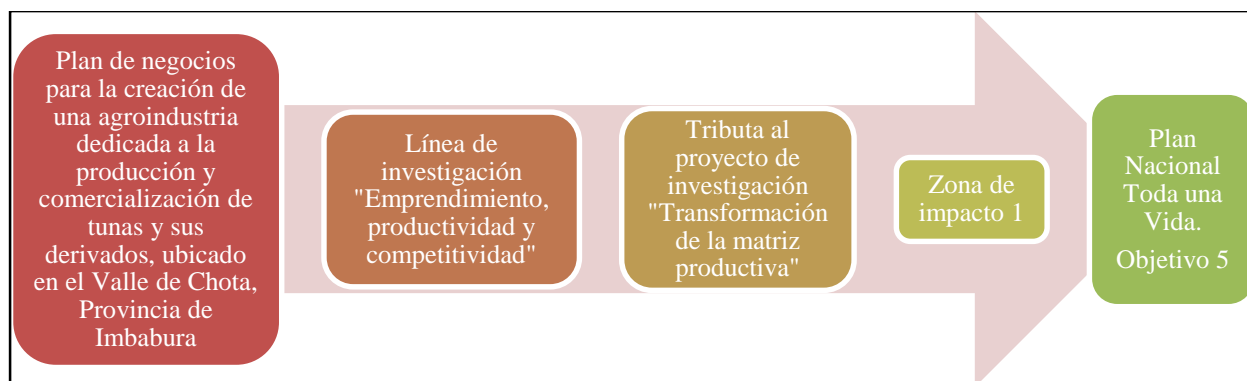 Plan de negocios
para la creación de
una agroindustria
dedicada a la
producción y
comercialización de
tunas y sus
derivados, ubicado
en el Valle de Chota,
Provincia de
Imbabura
Línea de
investigación
"Emprendimiento,
productividad y
competitividad"
Tributa al
proyecto de
investigación
"Transformación
de la matriz
productiva"
Zona de
impacto 1
Plan
Nacional
Toda una
Vida.
Objetivo 5